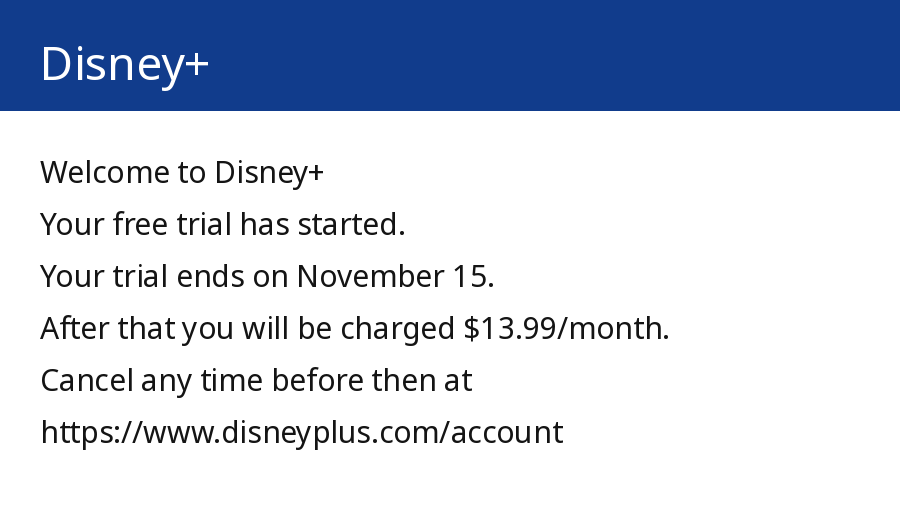 Disney+
Welcome to Disney+
Your free trial has started.
Your trial ends on November 15.
After that you will be charged $13.99/month.
Cancel any time before then at
https://www.disneyplus.com/account